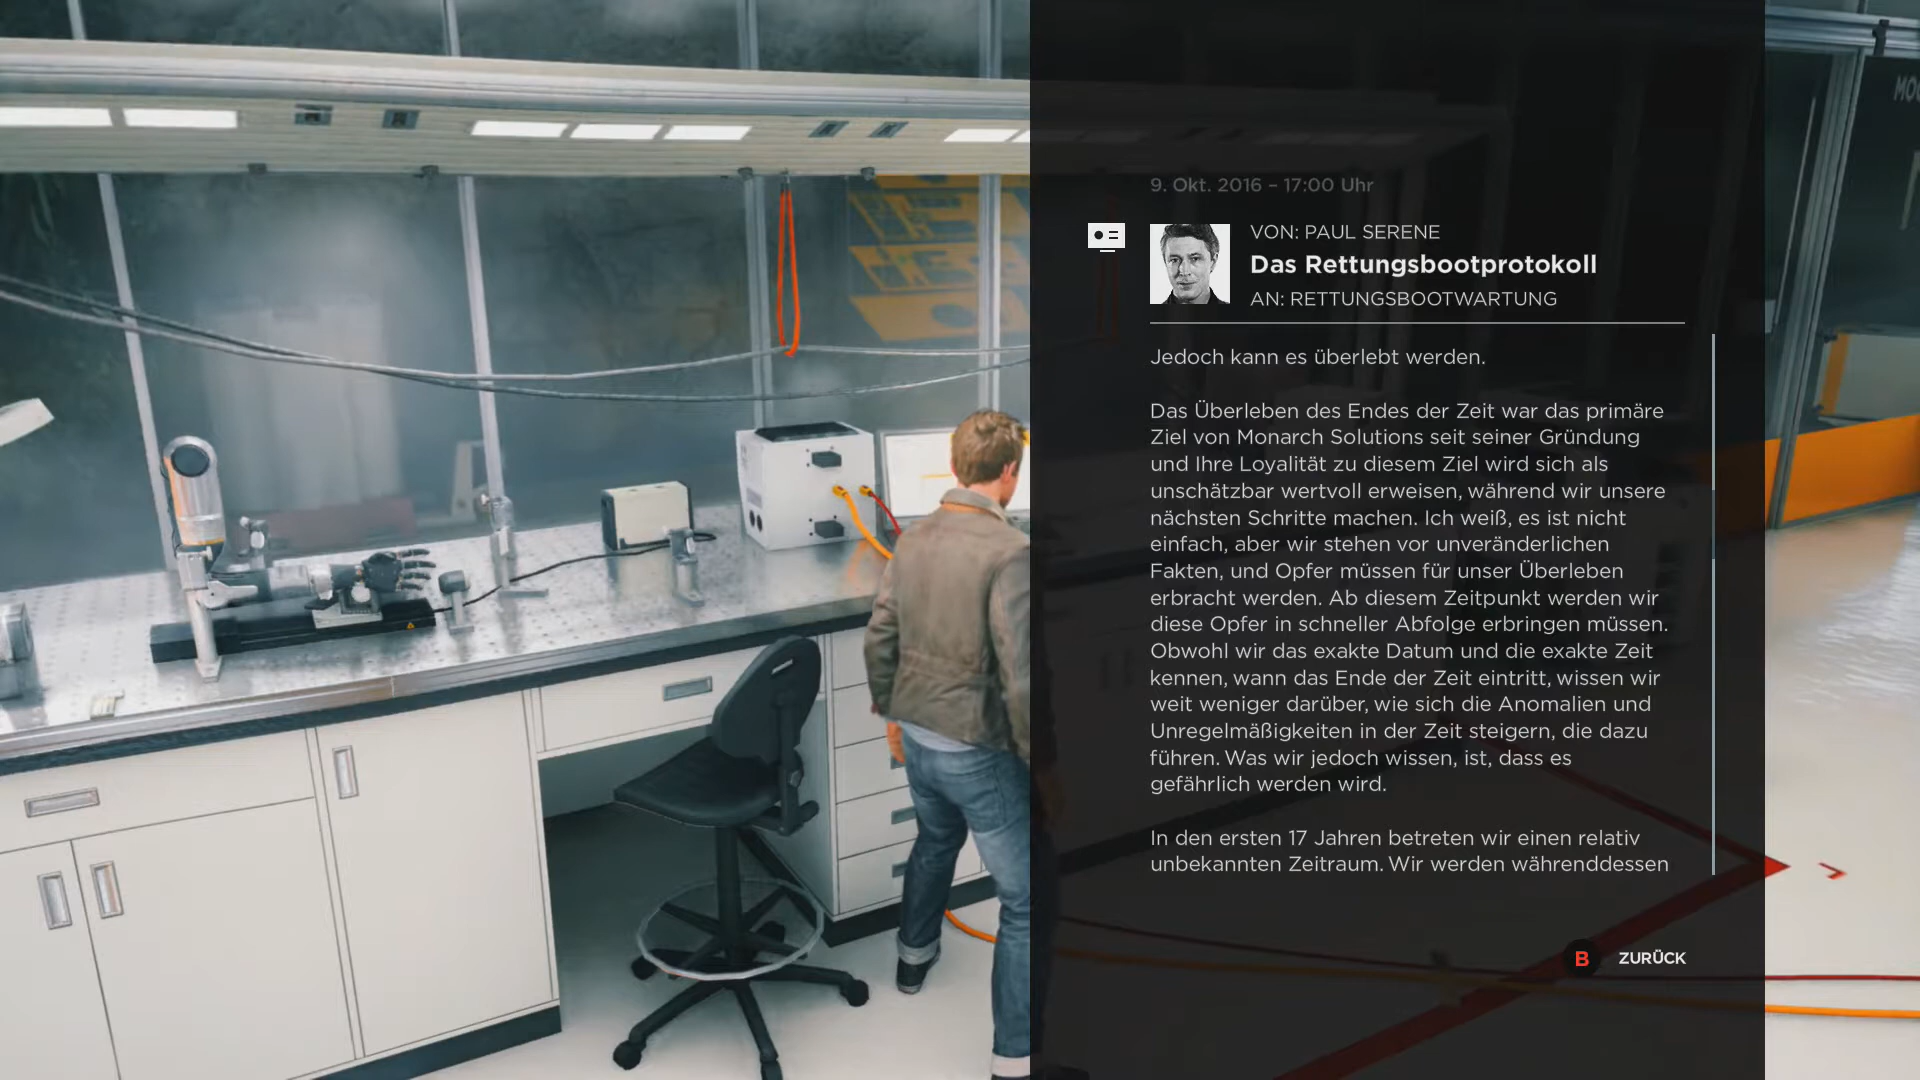 9. Okt. 2016 – 17:00 Uhr
VON: PAUL SERENE
Das Rettungsbootprotokoll
AN: RETTUNGSBOOTWARTUNG
Jedoch kann es überlebt werden.
Das Überleben des Endes der Zeit war das primäre
Ziel von Monarch Solutions seit seiner Gründung
und Ihre Loyalität zu diesem Ziel wird sich als
unschätzbar wertvoll erweisen, während wir unsere
nächsten Schritte machen. Ich weiß, es ist nicht
einfach, aber wir stehen vor unveränderlichen
Fakten, und Opfer müssen für unser Überleben
erbracht werden. Ab diesem Zeitpunkt werden wir
diese Opfer in schneller Abfolge erbringen müssen.
Obwohl wir das exakte Datum und die exakte Zeit
kennen, wann das Ende der Zeit eintritt, wissen wir
weit weniger darüber, wie sich die Anomalien und
Unregelmäßigkeiten in der Zeit steigern, die dazu
führen. Was wir jedoch wissen, ist, dass es
gefährlich werden wird.
In den ersten 17 Jahren betreten wir einen relativ
unbekannten Zeitraum. Wir werden währenddessen
B ZURÜCK